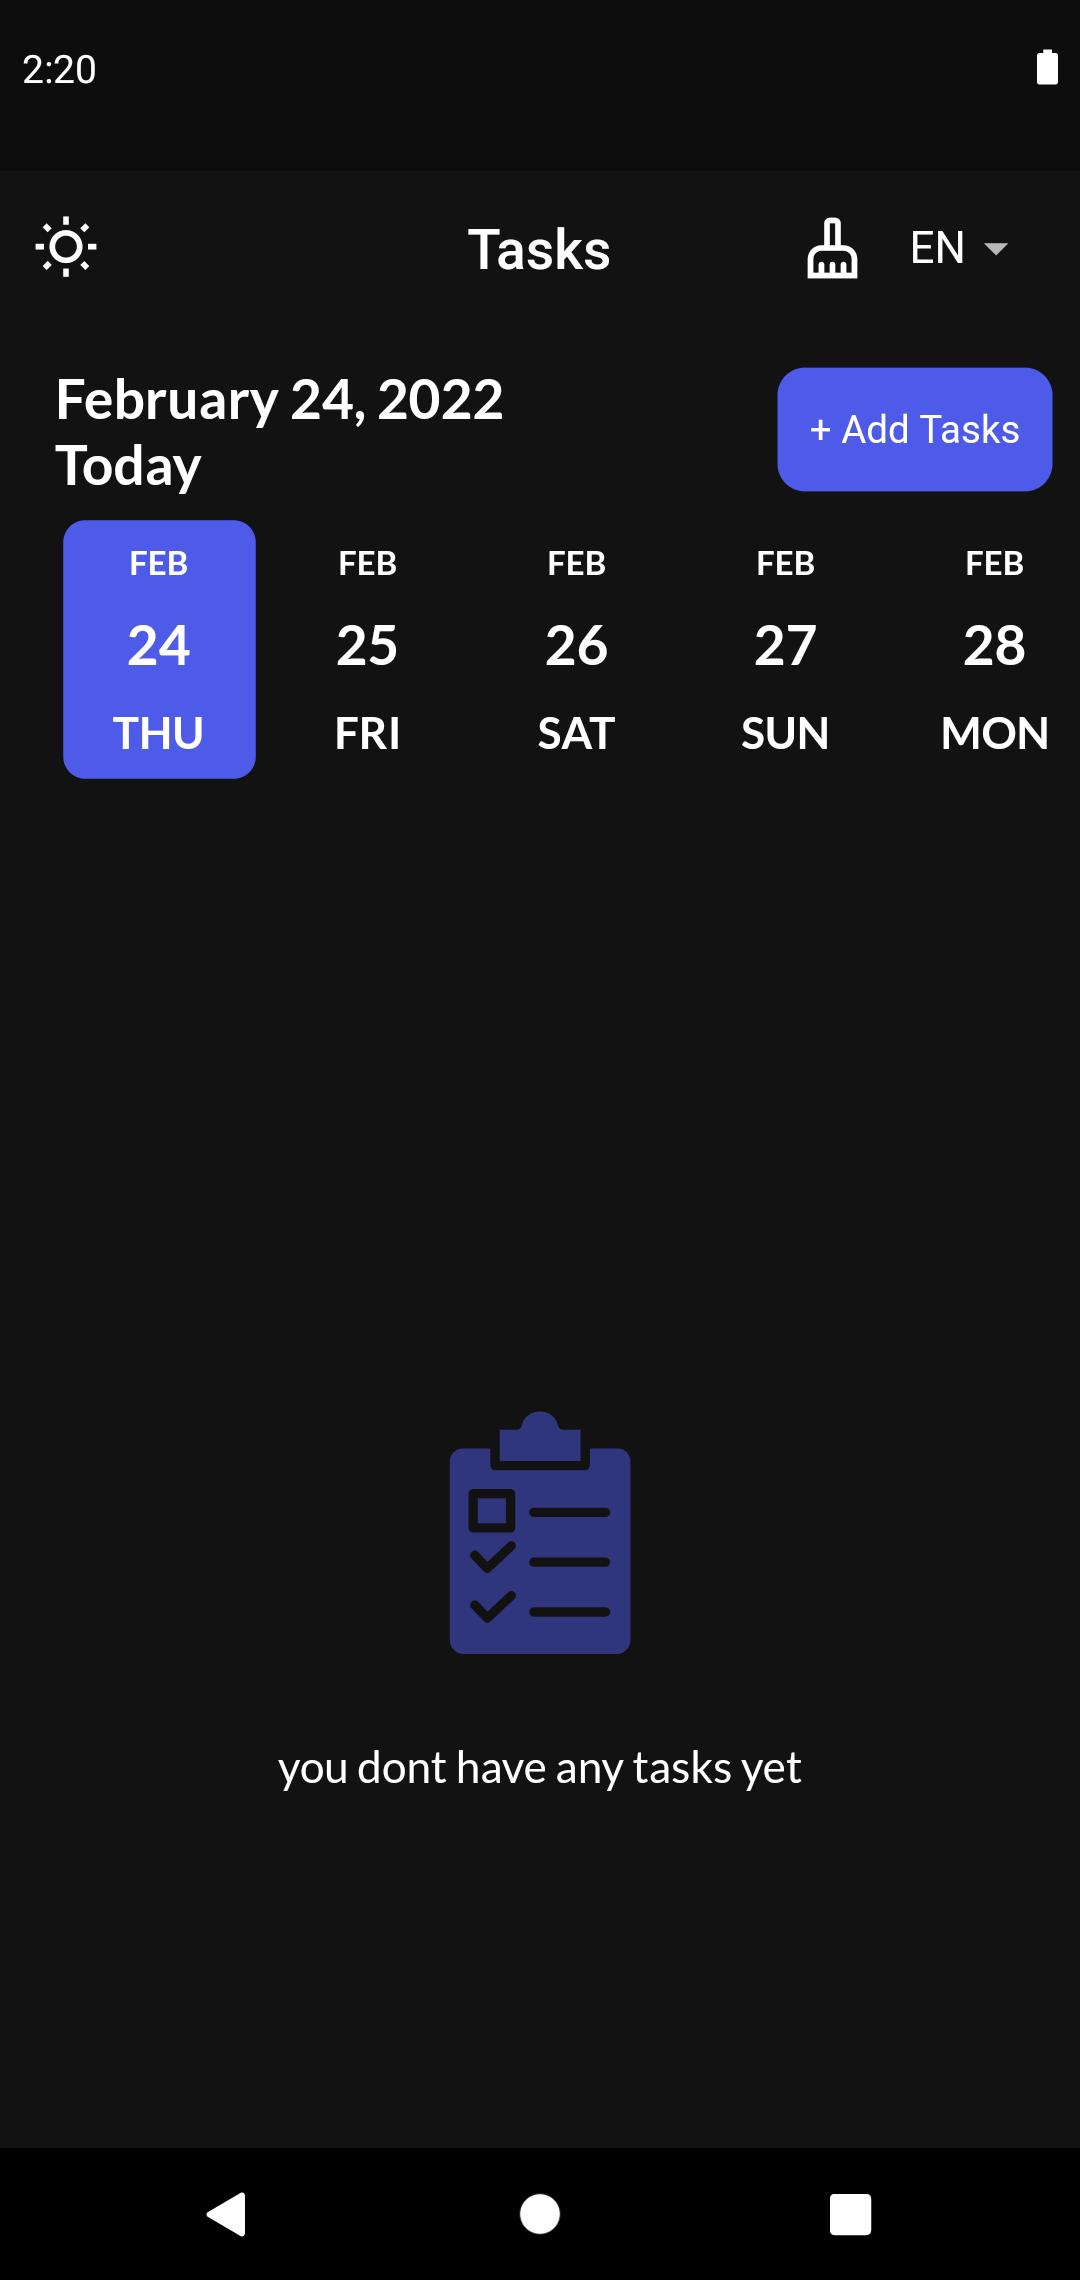 2:20
Tasks
EN
February 24, 2022
Today
+ Add Tasks
FEB FEB FEB FEB FEB
24 25 26 27 28
THU FRI SAT SUN MON
you dont have any tasks yet